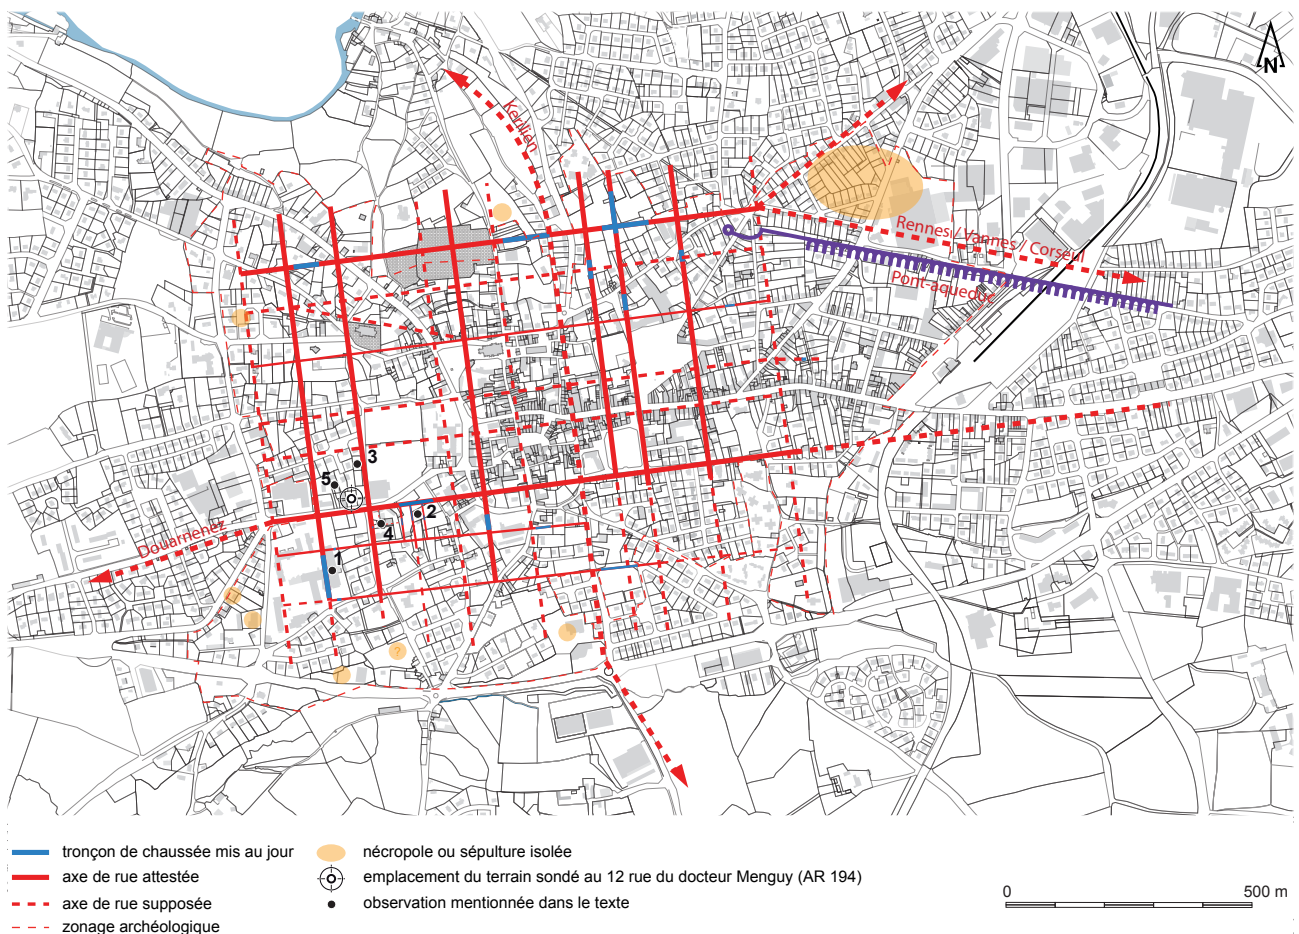 N
Kerilien
Rennes / Vannes / Corseul
Pont-aqueduc
3
5
2
4
Douarnenez
1
?
tronçon de chaussée mis au jour
axe de rue attestée
axe de rue supposée
zonage archéologique
nécropole ou sépulture isolée
emplacement du terrain sondé au 12 rue du docteur Menguy (AR 194)
observation mentionnée dans le texte
0
500 m